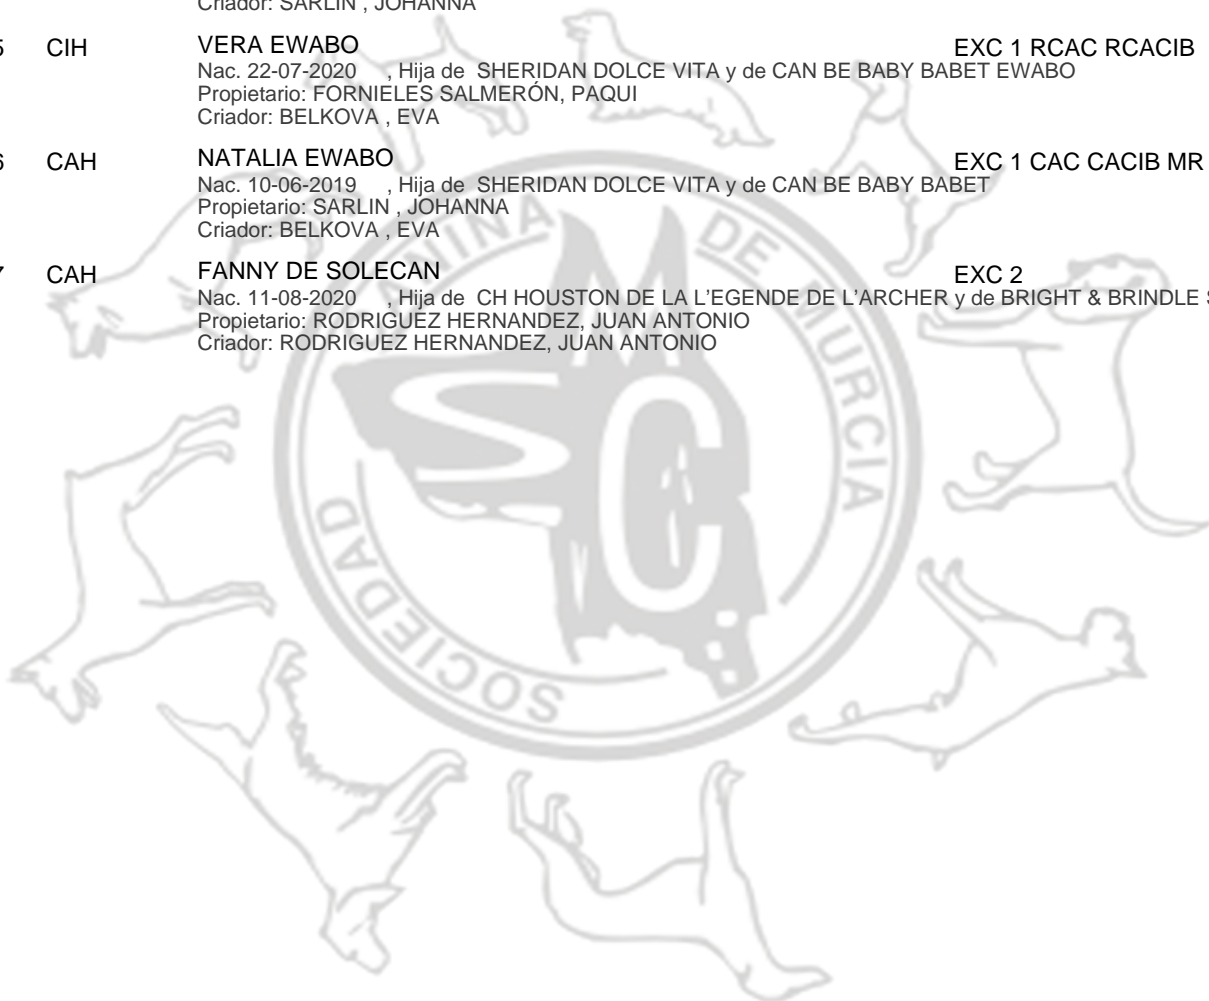 Criador: SARLIN , JOHANNA
CIH VERA EWABO EXC 1 RCAC RCACIB
Nac. 22-07-2020 , Hija de SHERIDAN DOLCE VITA y de CAN BE BABY BABET EWABO
Propietario: FORNIELES SALMERÓN, PAQUI
Criador: BELKOVA , EVA
CAH NATALIA EWABO EXC 1 CAC CACIB MR
Nac. 10-06-2019 , Hija de SHERIDAN DOLCE VITA y de CAN BE BABY BABET
Propietario: SARLIN , JOHANNA
Criador: BELKOVA , EVA
CAH FANNY DE SOLECAN EXC 2
Nac. 11-08-2020 , Hija de CH HOUSTON DE LA L'EGENDE DE L'ARCHER y de BRIGHT & BRINDLE
Propietario: RODRIGUEZ HERNANDEZ, JUAN ANTONIO
Criador: RODRIGUEZ HERNANDEZ, JUAN ANTONIO
SOCIEDAD CANINA DE MURCIA
SC